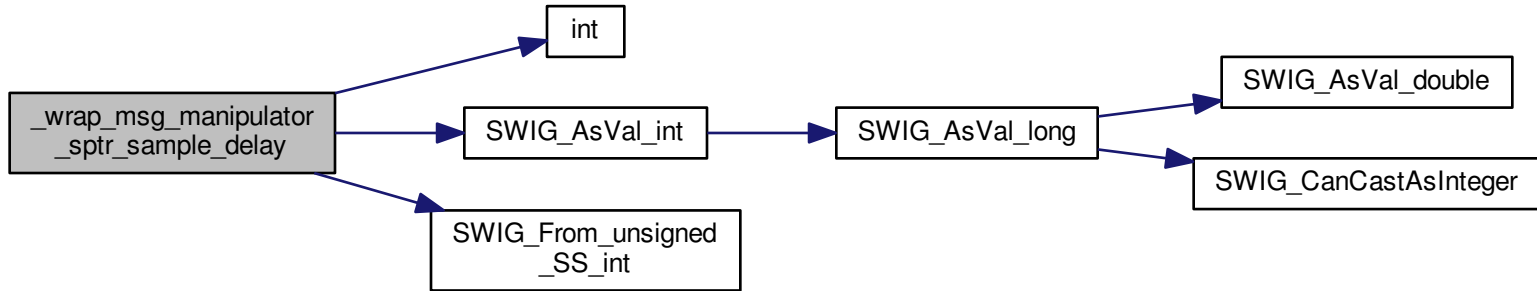 int
_wrap_msg_manipulator
_sptr_sample_delay
SWIG_AsVal_int
SWIG_AsVal_long
SWIG_AsVal_double
SWIG_CanCastAsInteger
SWIG_From_unsigned
_SS_int